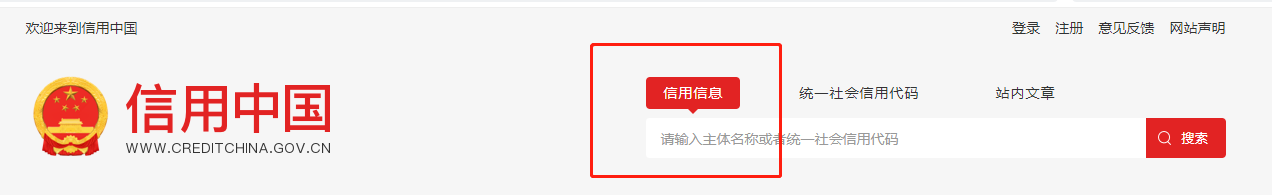 欢迎来到信用中国
登录 注册 意见反馈 网站声明
信用中国
WWW.CREDITCHINA.GOV.CN
信用信息 统一社会信用代码 站内文章
请输入主体名称或者统一社会信用代码 搜索